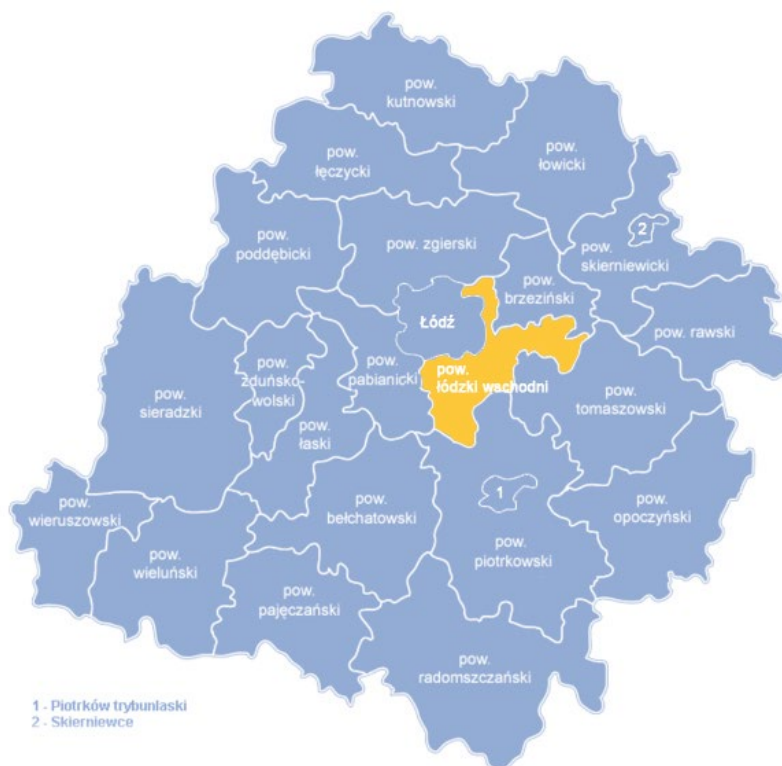 pow.
kutnowski
pow.
łęczycki
pow.
łowicki
pow.
poddębicki
pow. zgierski
2
pow.
skierniewicki
pow.
brzeziński
Łódź
pow. rawski
pow.
żduńsko-
wolski
pow.
pabianicki
pow.
łódzki wschodni
pow.
sieradzki
pow.
tomaszowski
pow.
łaski
1
pow.
wieruszowski
pow.
bełchatowski
pow.
opoczyński
pow.
wieluński
pow.
piotrkowski
pow.
pajęczański
pow.
radomszczański
1 - Piotrków trybunlaski
2 - Skierniewce